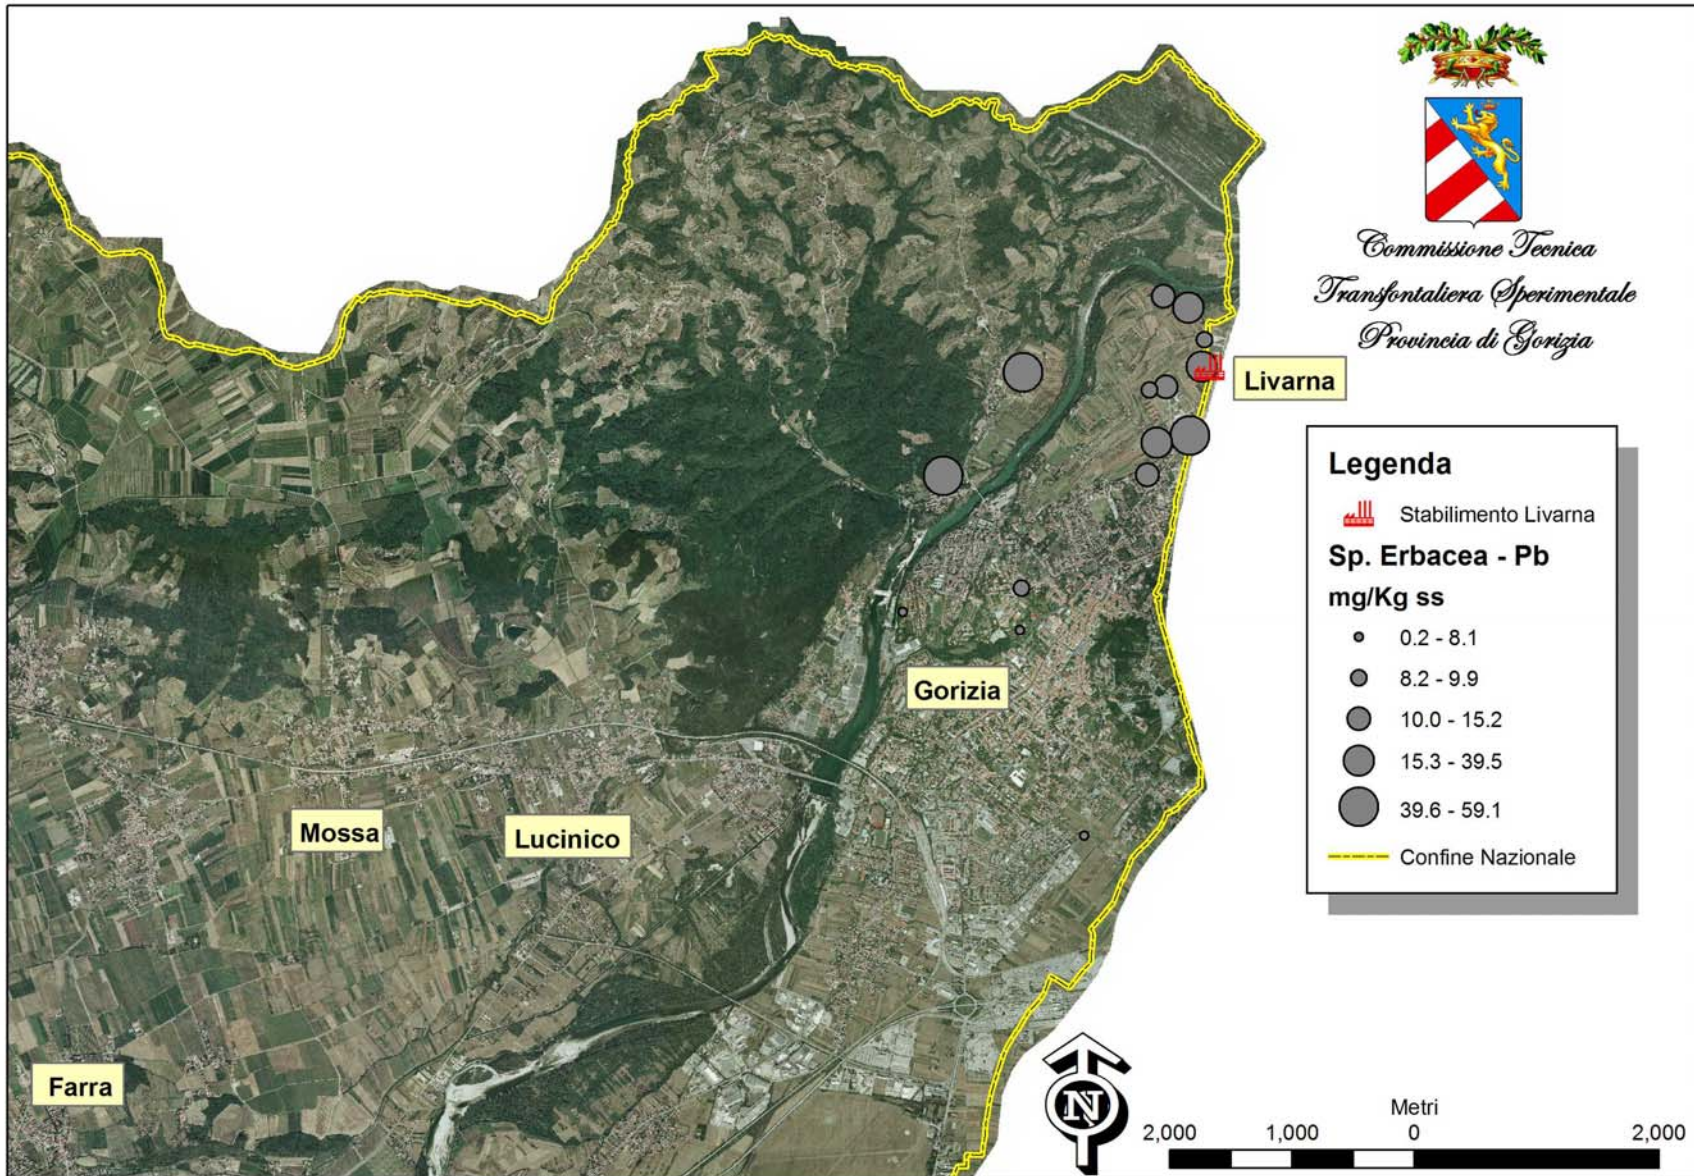 Commissione Tecnica
Transfontaliera Sperimentale
Provincia di Gorizia
Livarna
Legenda
Stabilimento Livarna
Sp. Erbacea - Pb
mg/Kg ss
0.2 - 8.1
8.2 - 9.9
10.0 - 15.2
15.3 - 39.5
39.6 - 59.1
Confine Nazionale
Gorizia
Mossa
Lucinico
Farra
N
Metri
2,000 1,000 0 2,000